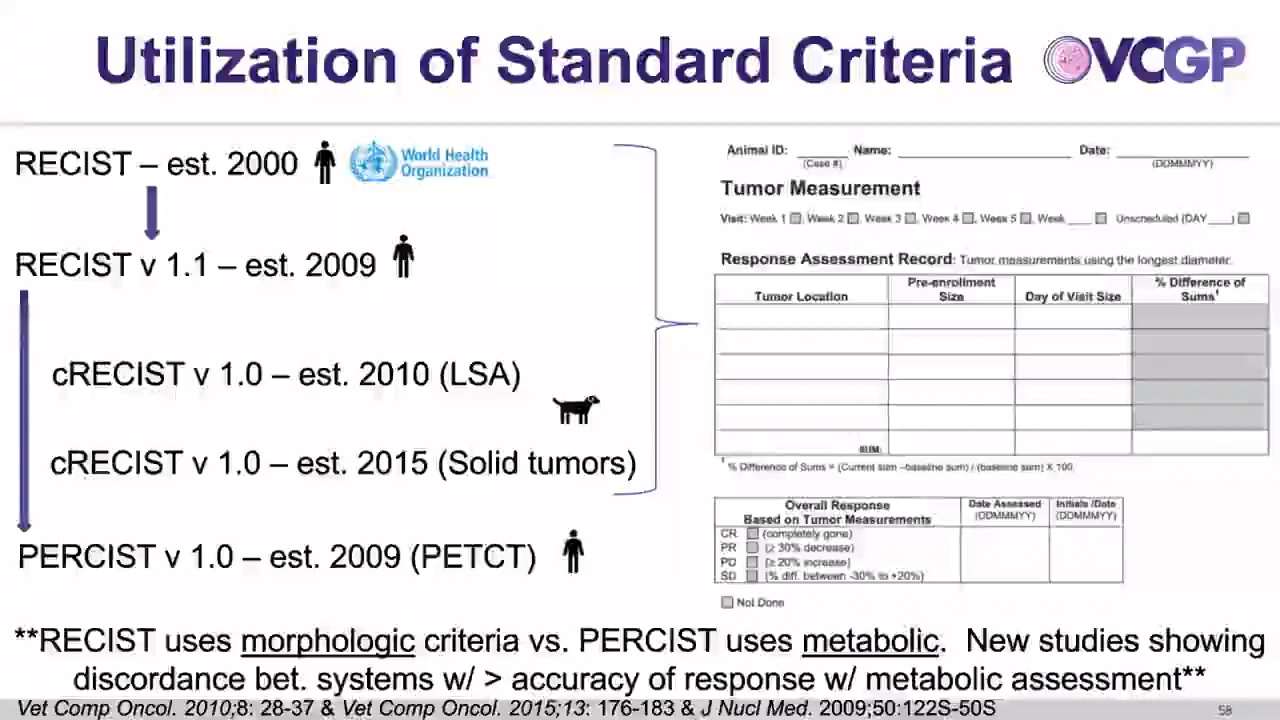 Utilization of Standard Criteria
VCGP
RECIST – est. 2000
World Health
Organization
RECIST v 1.1 – est. 2009
cRECIST v 1.0 – est. 2010 (LSA)
cRECIST v 1.0 – est. 2015 (Solid tumors)
PERCIST v 1.0 – est. 2009 (PETCT)
Animal ID: ______ Name: ______ Date: ______
(Case #) (DDMMMYY)
Tumor Measurement
Visit: Week 1 Week 2 Week 3 Week 4 Week 5 Week ____ Unscheduled (DAY ____)
Response Assessment Record: Tumor measurements using the longest diameter.
Tumor Location
Pre-enrollment
Size
Day of Visit Size
% Difference of
Sums¹
SUM:
¹ % Difference of Sums = (Current sum –baseline sum) / (baseline sum) X 100
Overall Response
Based on Tumor Measurements
Date Assessed
(DDMMMYY)
Initials /Date
(DDMMMYY)
CR (completely gone)
PR (≥ 30% decrease)
PD (≥ 20% increase)
SD (% diff. between -30% to +20%)
Not Done
**RECIST uses morphologic criteria vs. PERCIST uses metabolic. New studies showing
discordance bet. systems w/ > accuracy of response w/ metabolic assessment**
Vet Comp Oncol. 2010;8: 28-37 & Vet Comp Oncol. 2015;13: 176-183 & J Nucl Med. 2009;50:122S-50S
58